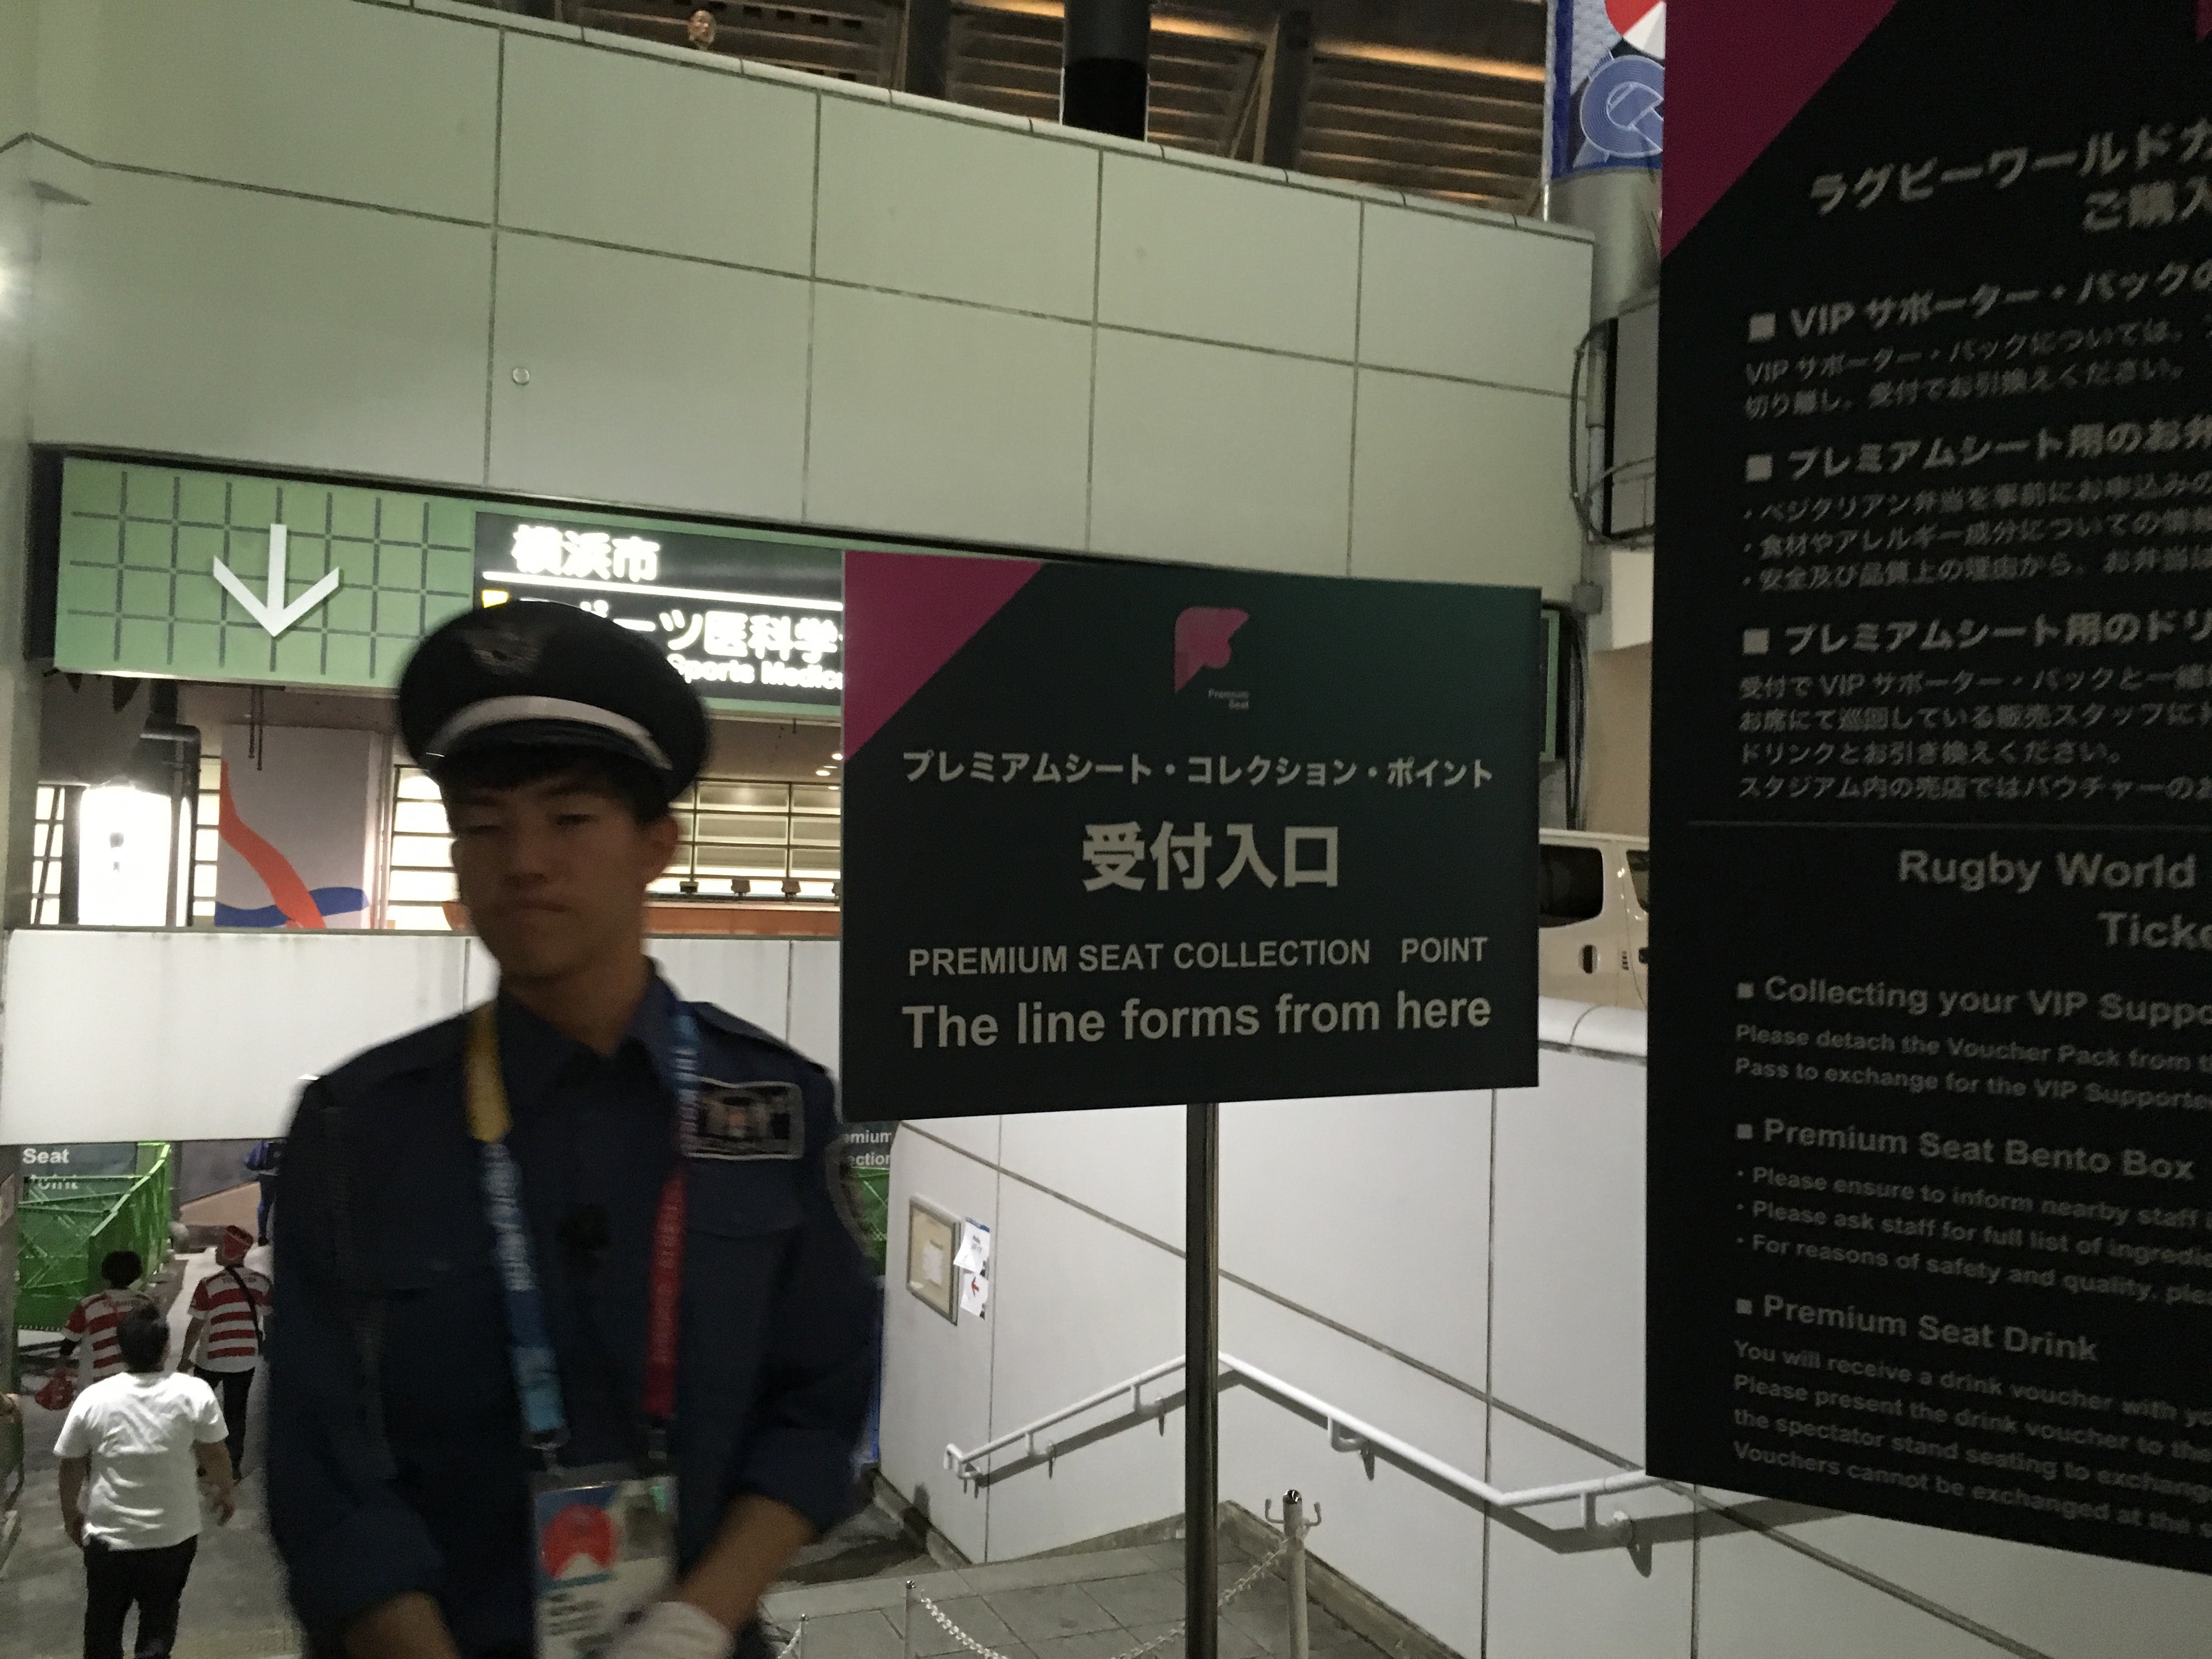 横浜市
ーツ医科学
Sports Medic
Premium
Seat
プレミアムシート・コレクション・ポイント
受付入口
PREMIUM SEAT COLLECTION POINT
The line forms from here
Seat
ラグビーワールドカ
ご購入
■ VIP サポーター・パックの
VIP サポーター・パックについては、
切り離し、受付でお引換えください。
■ プレミアムシート用のお弁
・ベジタリアン弁当を事前にお申込みの
・食材やアレルギー成分についての情報
・安全及び品質上の理由から、お弁当は
■ プレミアムシート用のドリ
受付で VIP サポーター・パックと一緒
お席にて巡回している販売スタッフに
ドリンクとお引き換えください。
スタジアム内の売店ではバウチャーの
Rugby World
Ticke
■ Collecting your VIP Suppo
Please detach the Voucher Pack from
Pass to exchange for the VIP Supporte
■ Premium Seat Bento Box
・Please ensure to inform nearby staff
・Please ask staff for full list of ingredi
・For reasons of safety and quality, plea
■ Premium Seat Drink
You will receive a drink voucher with yo
Please present the drink voucher to the
the spectator stand seating to exchang
Vouchers cannot be exchanged at the